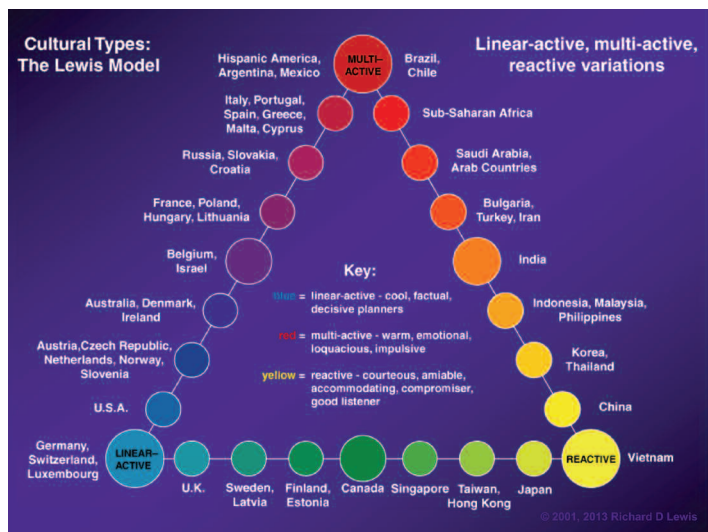 Cultural Types:
The Lewis Model
Linear-active, multi-active,
reactive variations
Hispanic America,
Argentina, Mexico
MULTI–
ACTIVE
Brazil,
Chile
Italy, Portugal,
Spain, Greece,
Malta, Cyprus
Sub-Saharan Africa
Russia, Slovakia,
Croatia
Saudi Arabia,
Arab Countries
France, Poland,
Hungary, Lithuania
Bulgaria,
Turkey, Iran
Belgium,
Israel
India
Key:
blue = linear-active - cool, factual,
decisive planners
red = multi-active - warm, emotional,
loquacious, impulsive
yellow = reactive - courteous, amiable,
accommodating, compromiser,
good listener
Australia, Denmark,
Ireland
Indonesia, Malaysia,
Philippines
Austria,Czech Republic,
Netherlands, Norway,
Slovenia
Korea,
Thailand
U.S.A.
China
Germany,
Switzerland,
Luxembourg
LINEAR–
ACTIVE
REACTIVE
Vietnam
U.K.
Sweden,
Latvia
Finland,
Estonia
Canada
Singapore
Taiwan,
Hong Kong
Japan
© 2001, 2013 Richard D Lewis